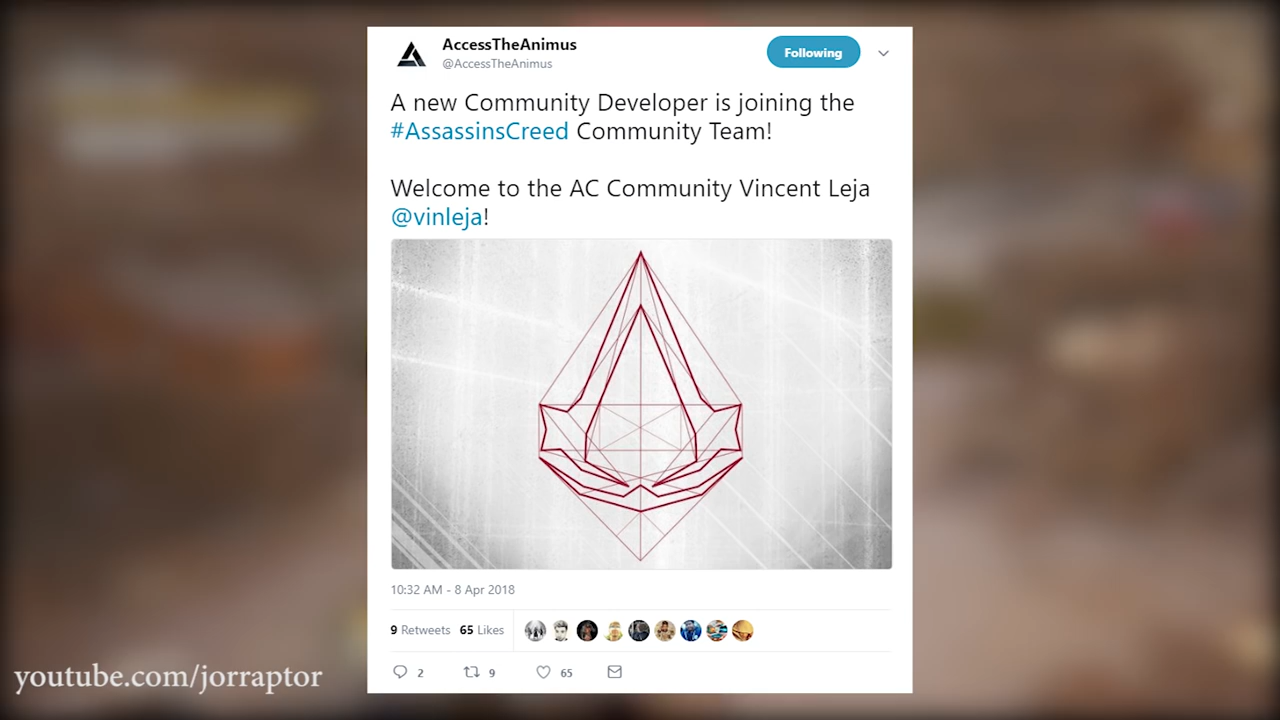 AccessTheAnimus
@AccessTheAnimus
Following
A new Community Developer is joining the
#AssassinsCreed Community Team!
Welcome to the AC Community Vincent Leja
@vinleja!
10:32 AM - 8 Apr 2018
9 Retweets 65 Likes
2 9 65
youtube.com/jorraptor